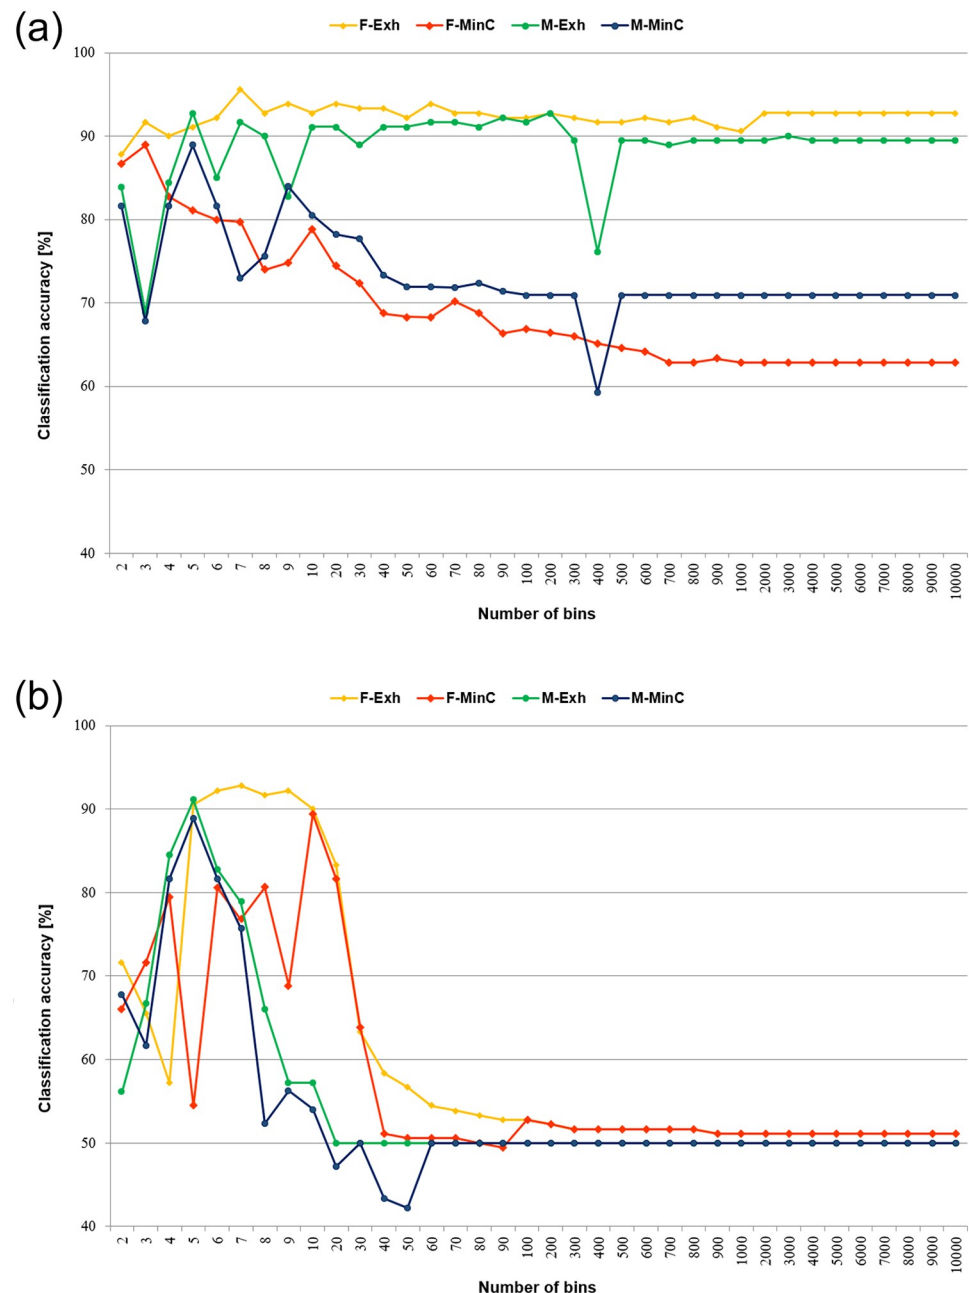 (a)
F-Exh F-MinC M-Exh M-MinC
100
90
80
70
60
50
40
Classification accuracy [%]
2 3 4 5 6 7 8 9 10 20 30 40 50 60 70 80 90 100 200 300 400 500 600 700 800 900 1000 2000 3000 4000 5000 6000 7000 8000 9000 10000
Number of bins
(b)
F-Exh F-MinC M-Exh M-MinC
100
90
80
70
60
50
40
Classification accuracy [%]
2 3 4 5 6 7 8 9 10 20 30 40 50 60 70 80 90 100 200 300 400 500 600 700 800 900 1000 2000 3000 4000 5000 6000 7000 8000 9000 10000
Number of bins